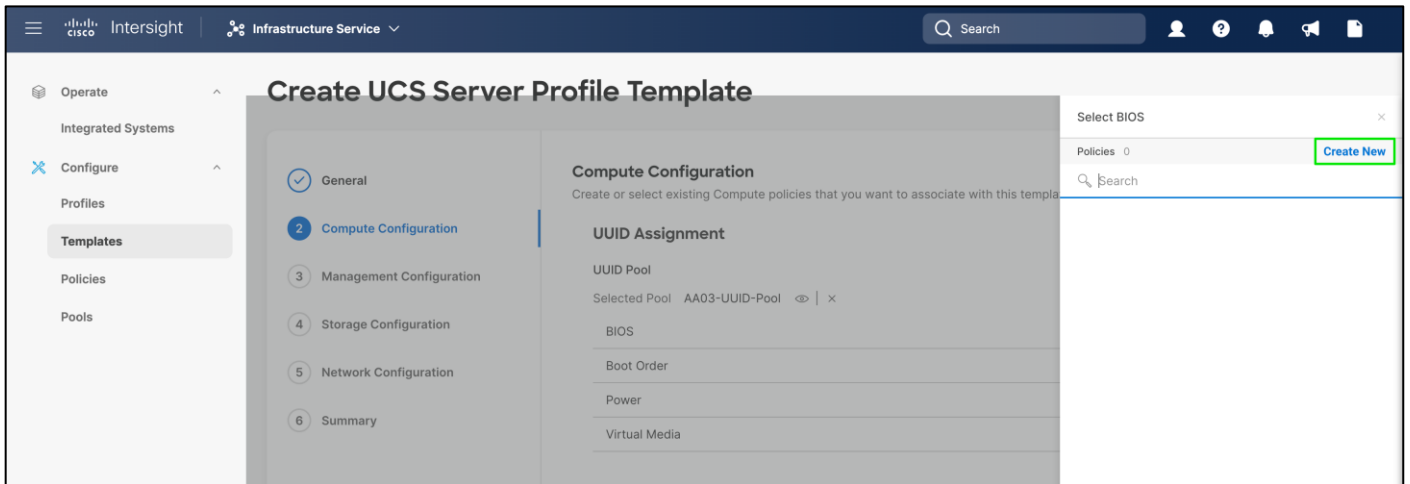 cisco Intersight Infrastructure Service Search
Operate
Integrated Systems
Configure
Profiles
Templates
Policies
Pools
Create UCS Server Profile Template
General
2 Compute Configuration
3 Management Configuration
4 Storage Configuration
5 Network Configuration
6 Summary
Compute Configuration
Create or select existing Compute policies that you want to associate with this templa
UUID Assignment
UUID Pool
Selected Pool AA03-UUID-Pool
BIOS
Boot Order
Power
Virtual Media
Select BIOS
Policies 0 Create New
Search